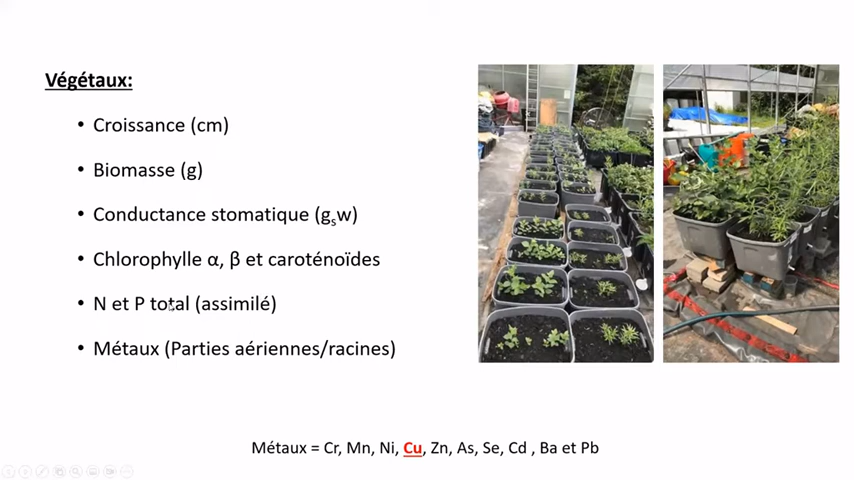 Végétaux:
• Croissance (cm)
• Biomasse (g)
• Conductance stomatique (gsw)
• Chlorophylle α, β et caroténoïdes
• N et P total (assimilé)
• Métaux (Parties aériennes/racines)
Métaux = Cr, Mn, Ni, Cu, Zn, As, Se, Cd , Ba et Pb